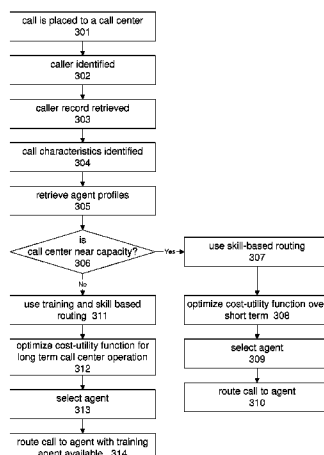 call is placed to a call center
301
caller identified
302
caller record retrieved
303
call characteristics identified
304
retrieve agent profiles
305
is
call center near capacity?
306
Yes
use skill-based routing
307
No
use training and skill based
routing 311
optimize cost-utility function over
short term 308
optimize cost-utility function for
long term call center operation
312
select agent
309
select agent
313
route call to agent
310
route call to agent with training
agent available 314